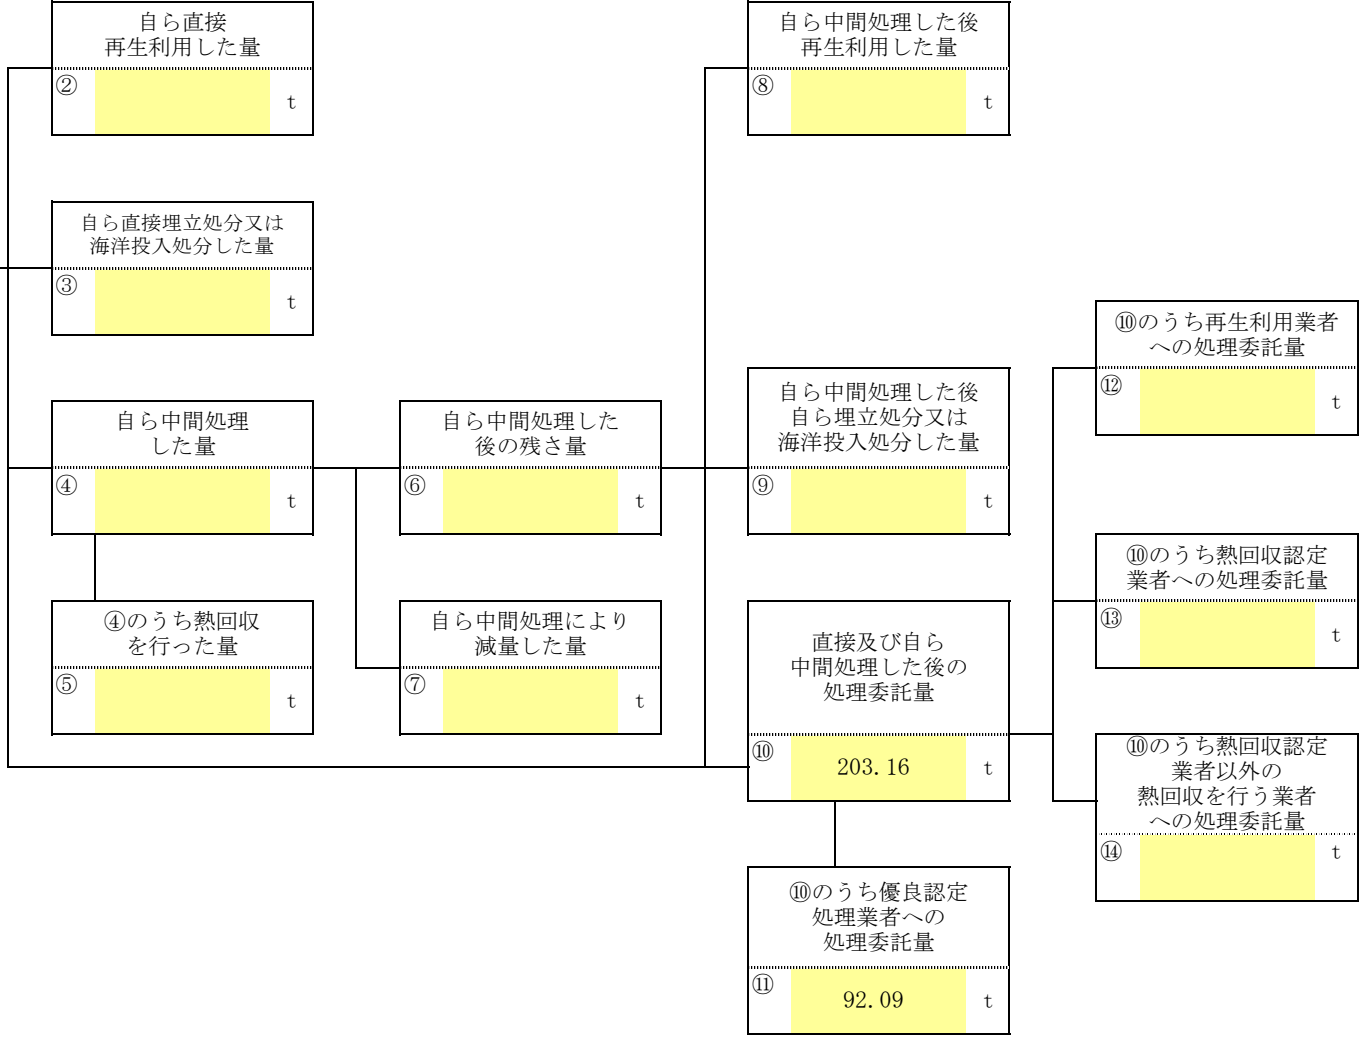 自ら直接
再生利用した量
②
t
自ら中間処理した後
再生利用した量
⑧
t
自ら直接埋立処分又は
海洋投入処分した量
③
t
⑩のうち再生利用業者
への処理委託量
⑫
t
自ら中間処理
した量
④
t
自ら中間処理した
後の残さ量
⑥
t
自ら中間処理した後
自ら埋立処分又は
海洋投入処分した量
⑨
t
⑩のうち熱回収認定
業者への処理委託量
⑬
t
④のうち熱回収
を行った量
⑤
t
自ら中間処理により
減量した量
⑦
t
直接及び自ら
中間処理した後の
処理委託量
⑩ 203.16 t
⑩のうち熱回収認定
業者以外の
熱回収を行う業者
への処理委託量
⑭
t
⑩のうち優良認定
処理業者への
処理委託量
⑪ 92.09 t